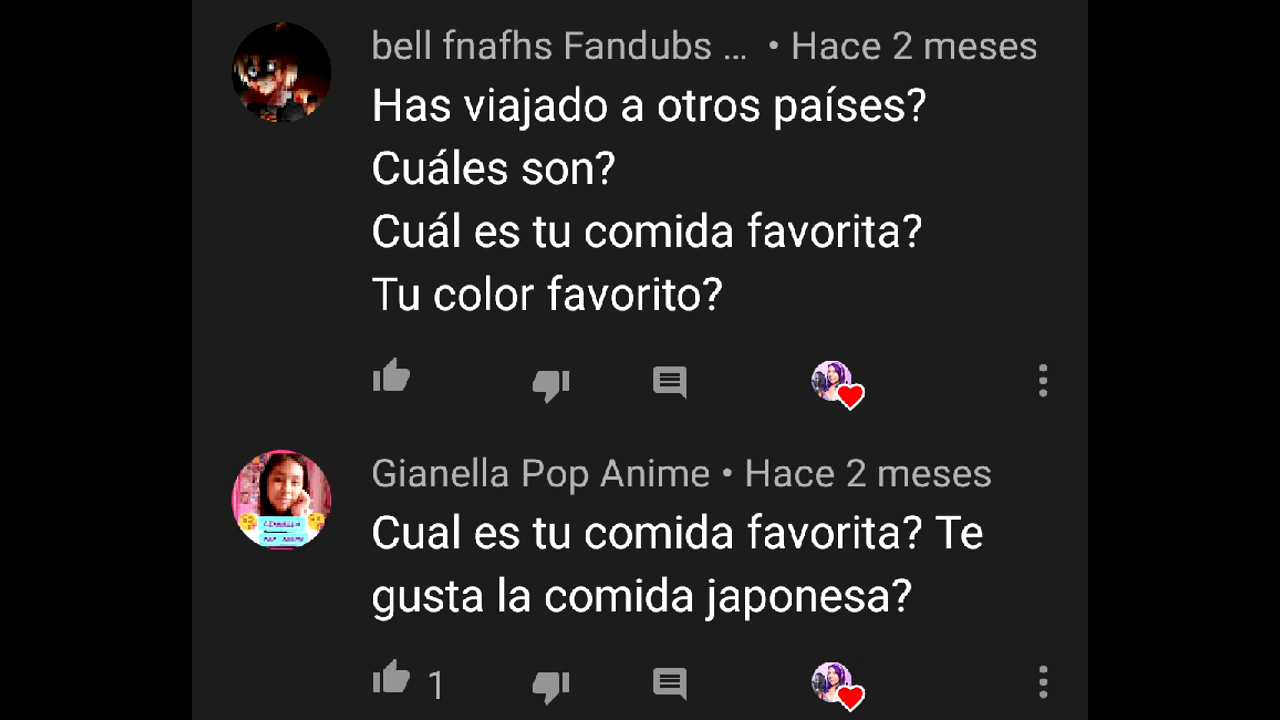 bell fnafhs Fandubs ... • Hace 2 meses
Has viajado a otros países?
Cuáles son?
Cuál es tu comida favorita?
Tu color favorito?
Gianella Pop Anime • Hace 2 meses
Cual es tu comida favorita? Te
gusta la comida japonesa?
1